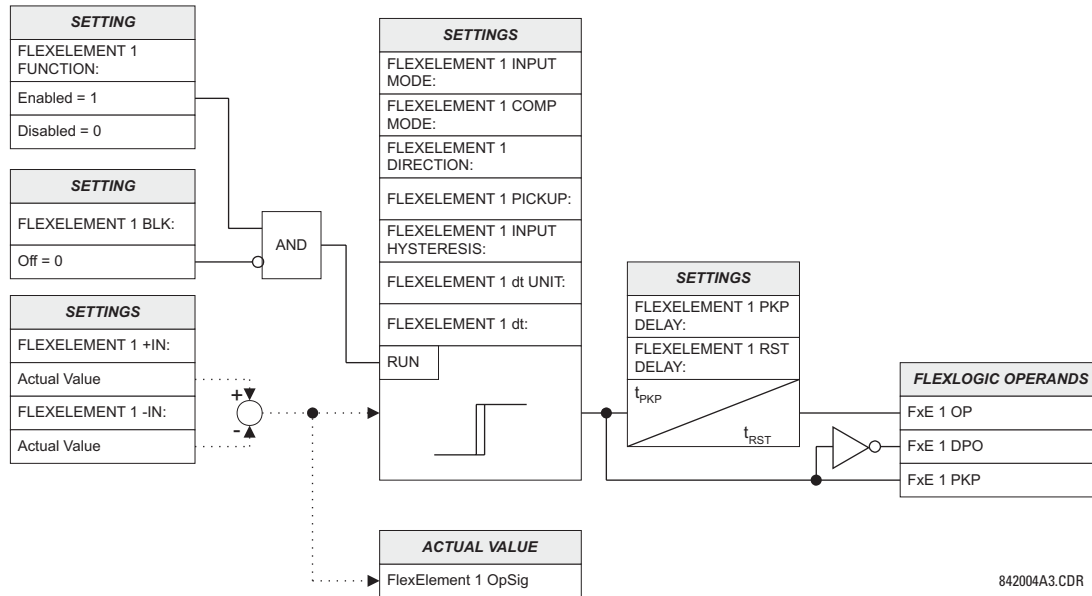 SETTING
FLEXELEMENT 1
FUNCTION:
Enabled = 1
Disabled = 0
SETTING
FLEXELEMENT 1 BLK:
Off = 0
SETTINGS
FLEXELEMENT 1 +IN:
Actual Value
FLEXELEMENT 1 -IN:
Actual Value
+
-
AND
SETTINGS
FLEXELEMENT 1 INPUT
MODE:
FLEXELEMENT 1 COMP
MODE:
FLEXELEMENT 1
DIRECTION:
FLEXELEMENT 1 PICKUP:
FLEXELEMENT 1 INPUT
HYSTERESIS:
FLEXELEMENT 1 dt UNIT:
FLEXELEMENT 1 dt:
RUN
ACTUAL VALUE
FlexElement 1 OpSig
SETTINGS
FLEXELEMENT 1 PKP
DELAY:
FLEXELEMENT 1 RST
DELAY:
tPKP
tRST
FLEXLOGIC OPERANDS
FxE 1 OP
FxE 1 DPO
FxE 1 PKP
842004A3.CDR